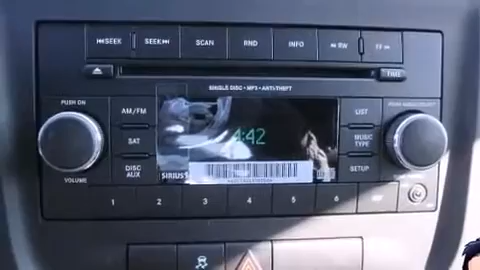 |<<SEEK SEEK>>| SCAN RND INFO << RW FF >>
TIME
SINGLE DISC • MP3 • ANTI-THEFT
PUSH ON
AM/FM
SAT
DISC
AUX
VOLUME
4:42
SIRIUS
LIST
MUSIC
TYPE
SETUP
1 2 3 4 5 6